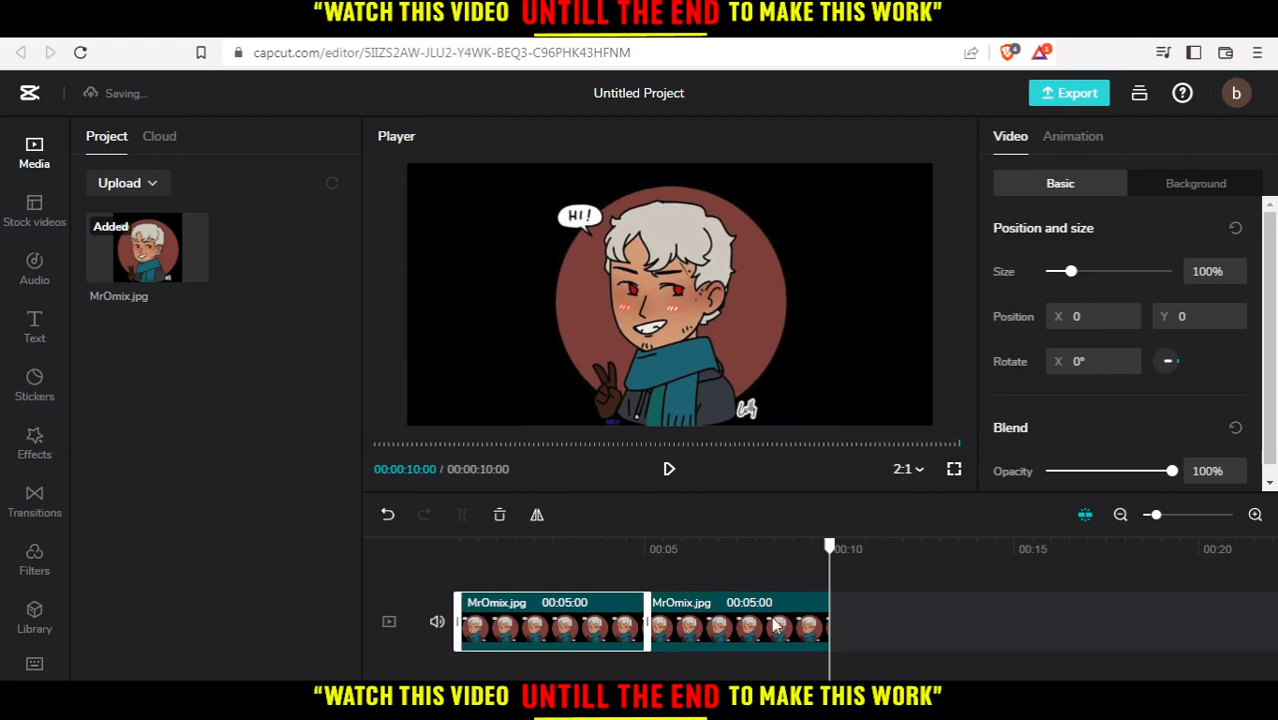 “WATCH THIS VIDEO UNTILL THE END TO MAKE THIS WORK”
capcut.com/editor/5IIZS2AW-JLU2-Y4WK-BEQ3-C96PHK43HFNM
4
1
Saving...
Untitled Project
Export
b
Media
Stock videos
Audio
Text
Stickers
Effects
Transitions
Filters
Library
Project
Cloud
Upload
Added
MrOmix.jpg
Player
HI!
00:00:10:00 / 00:00:10:00
2:1
Video
Animation
Basic
Background
Position and size
Size
100%
Position
X 0
Y 0
Rotate
X 0°
Blend
Opacity
100%
00:05
00:10
00:15
00:20
MrOmix.jpg 00:05:00
MrOmix.jpg 00:05:00
“WATCH THIS VIDEO UNTILL THE END TO MAKE THIS WORK”